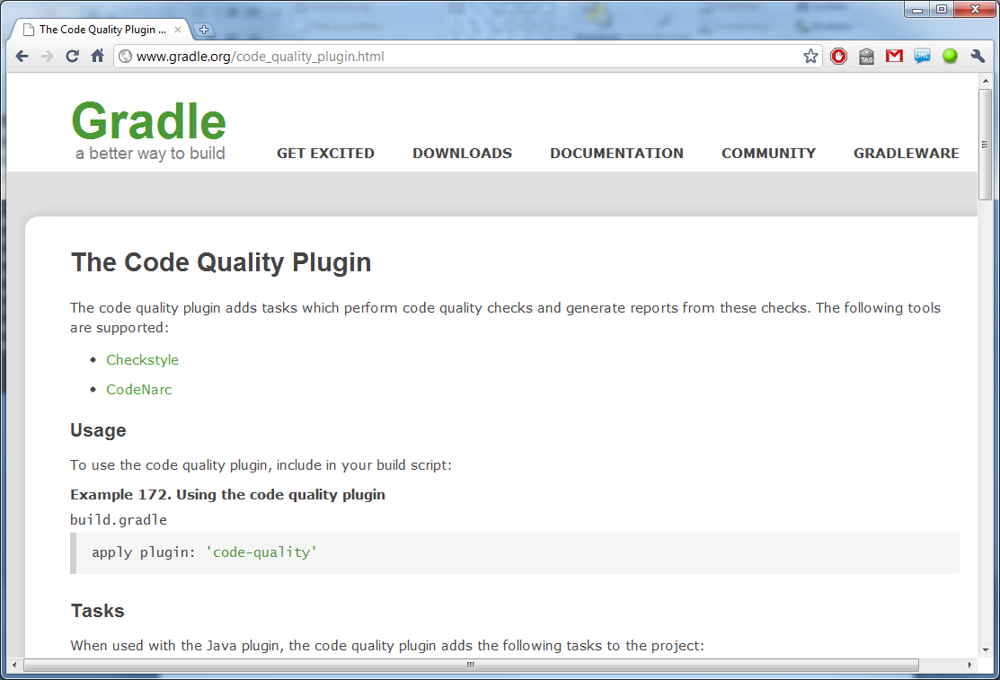 The Code Quality Plugin ...
www.gradle.org/code_quality_plugin.html
TAG
URL
Gradle
a better way to build
GET EXCITED DOWNLOADS DOCUMENTATION COMMUNITY GRADLEWARE
The Code Quality Plugin
The code quality plugin adds tasks which perform code quality checks and generate reports from these checks. The following tools
are supported:
• Checkstyle
• CodeNarc
Usage
To use the code quality plugin, include in your build script:
Example 172. Using the code quality plugin
build.gradle
apply plugin: 'code-quality'
Tasks
When used with the Java plugin, the code quality plugin adds the following tasks to the project: